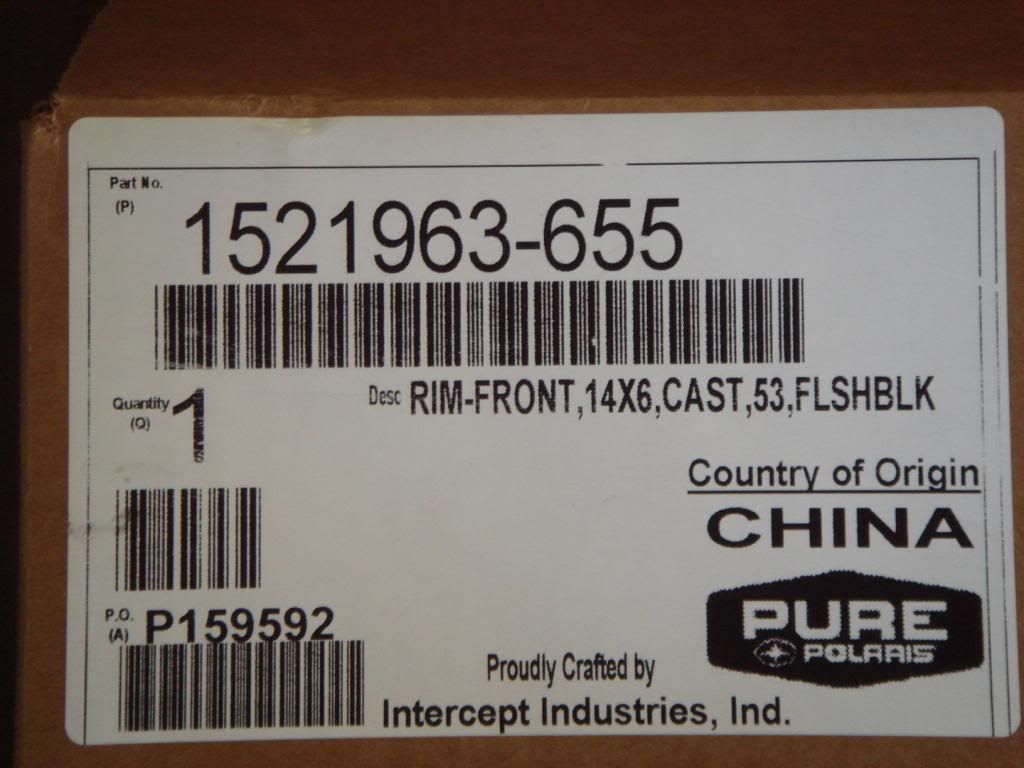 Part No.
(P)
1521963-655
Quantity
(Q)
1
Desc RIM-FRONT,14X6,CAST,53,FLSHBLK
Country of Origin
CHINA
P.O.
(A)
P159592
PURE
POLARIS
Proudly Crafted by
Intercept Industries, Ind.